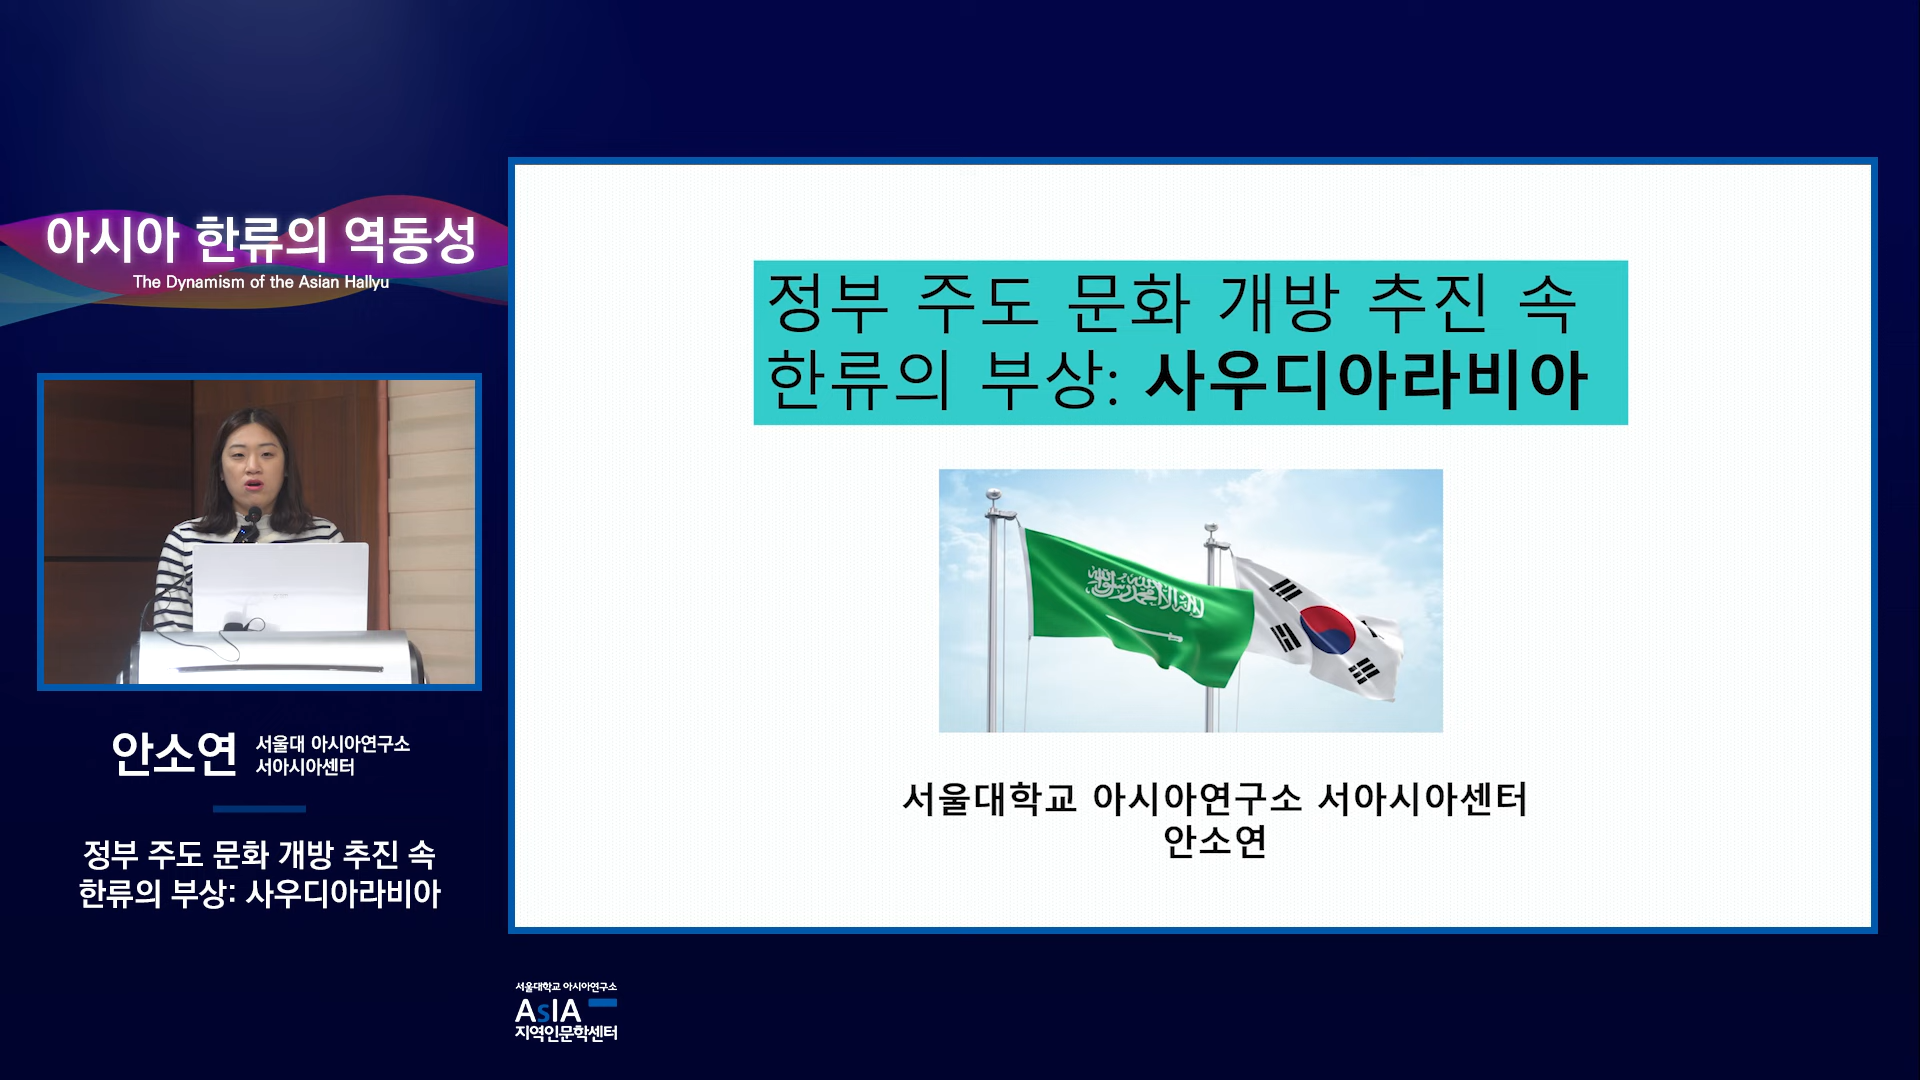 아시아 한류의 역동성
The Dynamism of the Asian Hallyu
안소연
서울대 아시아연구소
서아시아센터
정부 주도 문화 개방 추진 속
한류의 부상: 사우디아라비아
정부 주도 문화 개방 추진 속
한류의 부상: 사우디아라비아
서울대학교 아시아연구소 서아시아센터
안소연
서울대학교 아시아연구소
AsIA
지역인문학센터